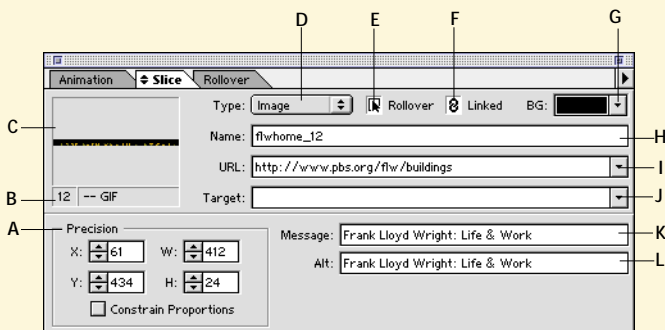 D E F G
Animation Slice Rollover
C
Type: Image Rollover Linked BG:
Name: flwhome_12 H
URL: http://www.pbs.org/flw/buildings I
B 12 -- GIF Target: J
A Precision
X: 61 W: 412 Message: Frank Lloyd Wright: Life & Work K
Y: 434 H: 24 Alt: Frank Lloyd Wright: Life & Work L
Constrain Proportions